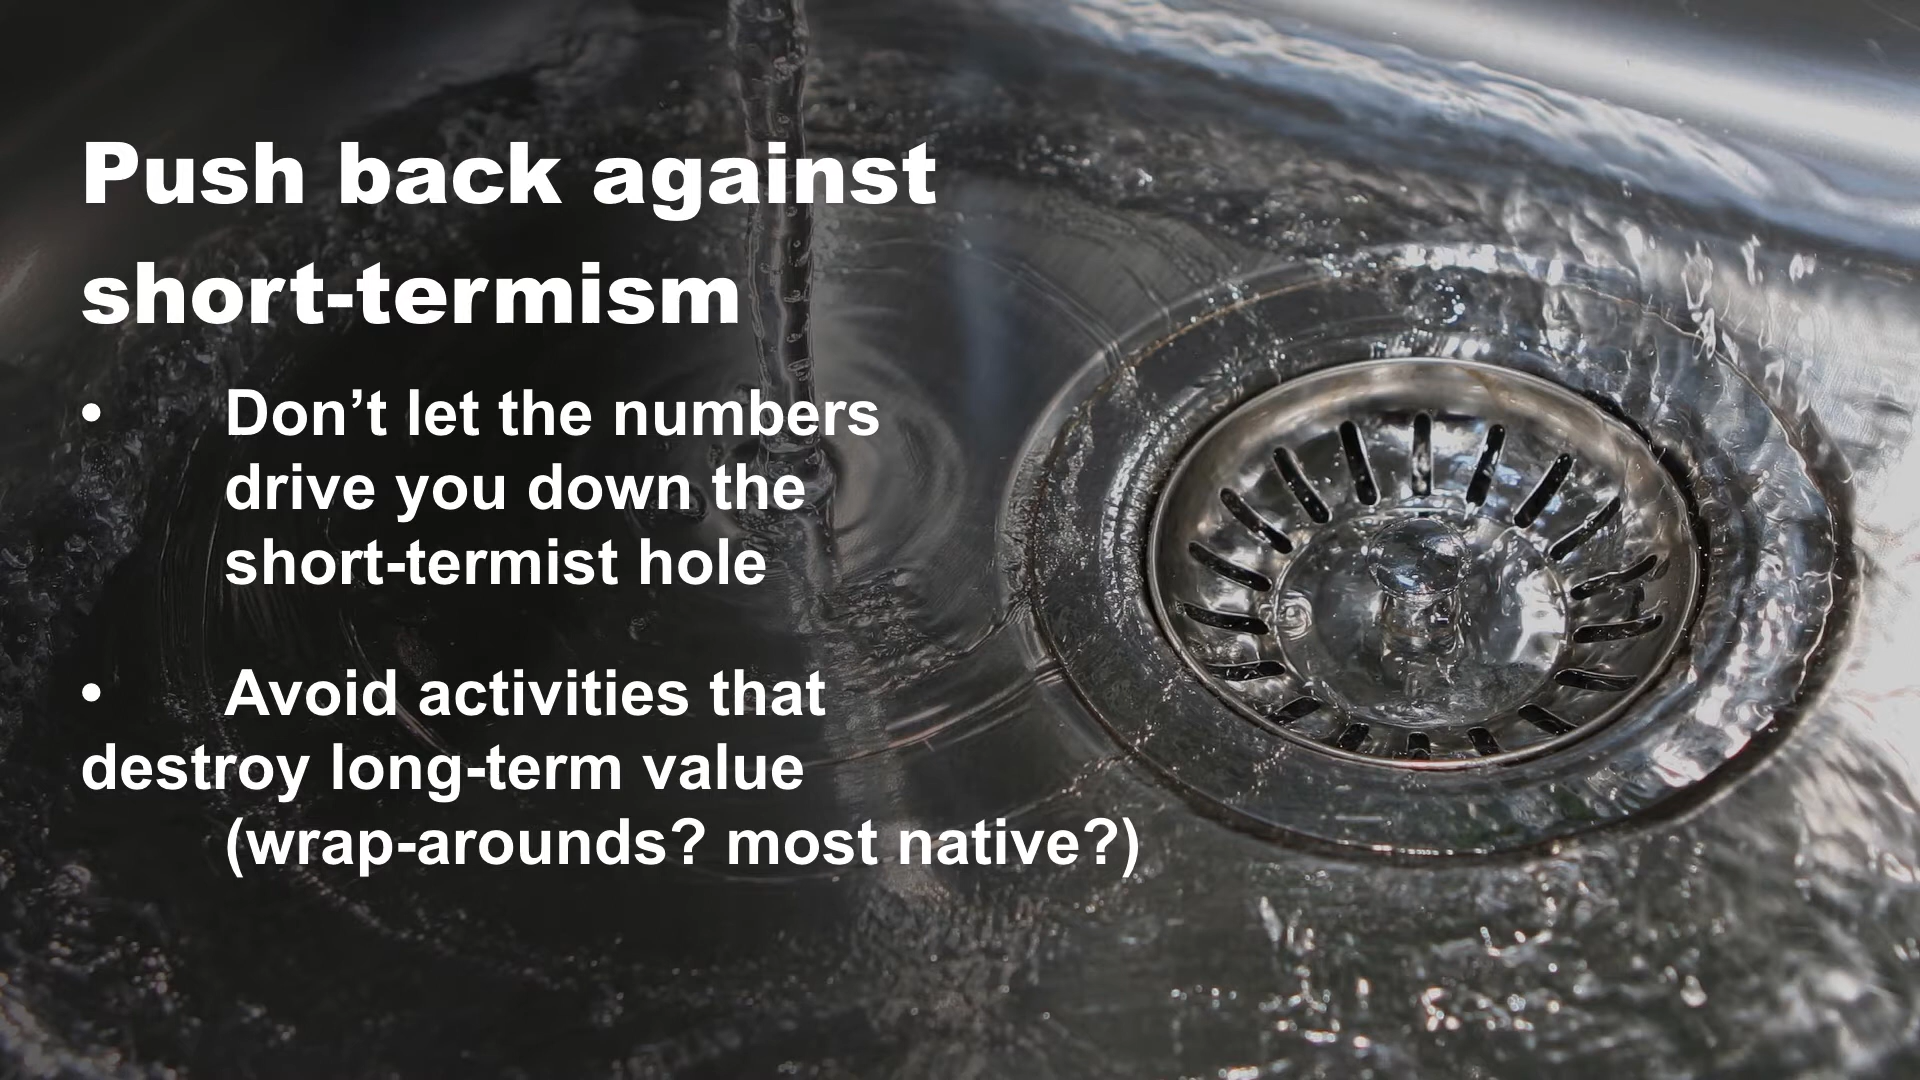 Push back against
short-termism
• Don’t let the numbers
drive you down the
short-termist hole
• Avoid activities that
destroy long-term value
(wrap-arounds? most native?)